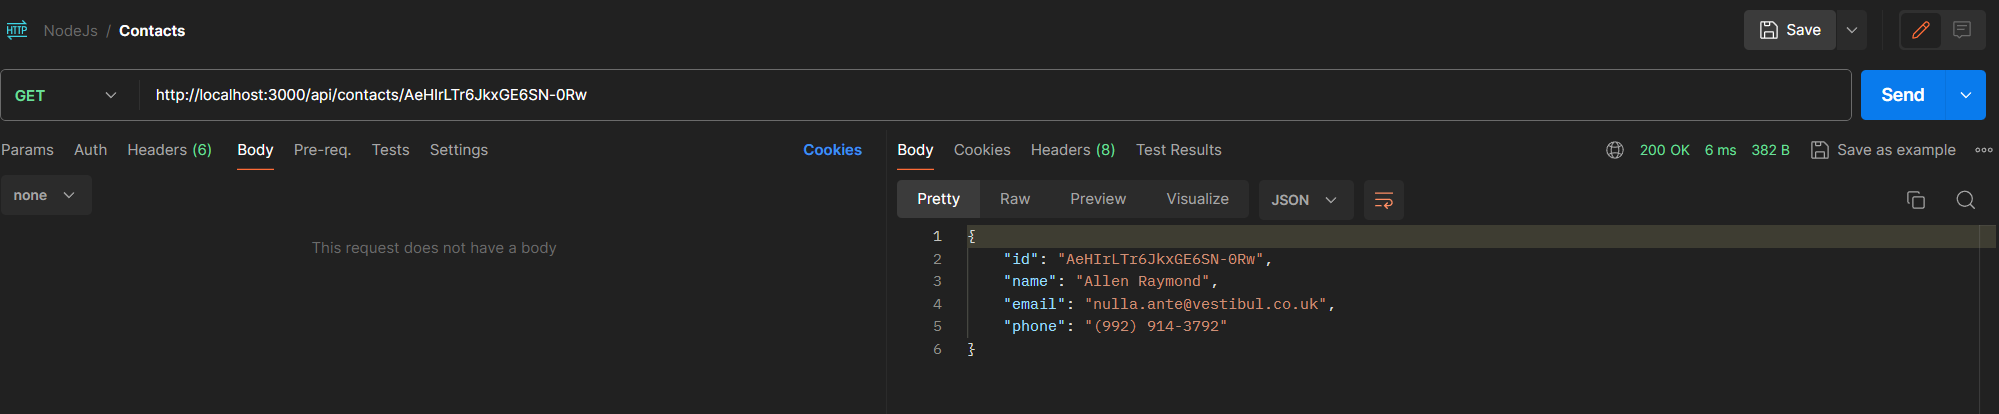 HTTP NodeJs / Contacts Save
GET http://localhost:3000/api/contacts/AeHIrLTr6JkxGE6SN-0Rw Send
Params Auth Headers (6) Body Pre-req. Tests Settings Cookies
none
This request does not have a body
Body Cookies Headers (8) Test Results 200 OK 6 ms 382 B Save as example
Pretty Raw Preview Visualize JSON
1 {
2 "id": "AeHIrLTr6JkxGE6SN-0Rw",
3 "name": "Allen Raymond",
4 "email": "nulla.ante@vestibul.co.uk",
5 "phone": "(992) 914-3792"
6 }